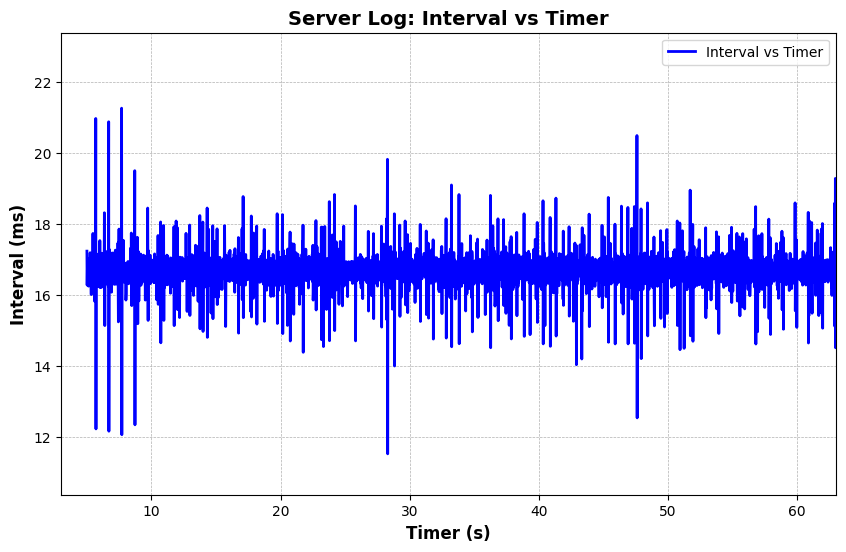 Server Log: Interval vs Timer
Interval vs Timer
Interval (ms)
22
20
18
16
14
12
10 20 30 40 50 60
Timer (s)